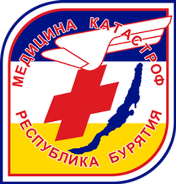 МЕДИЦИНА КАТАСТРОФ
РЕСПУБЛИКА БУРЯТИЯ